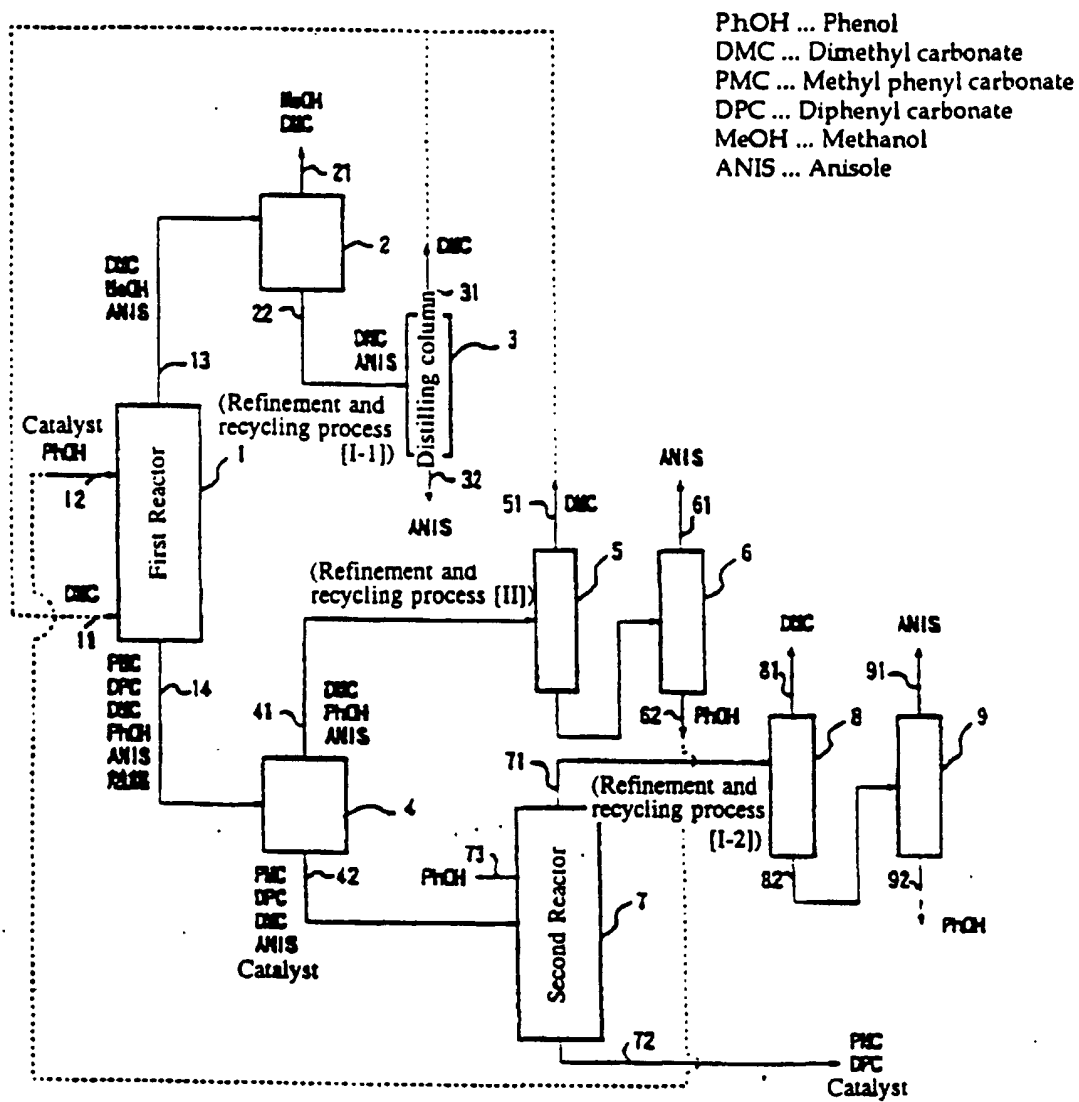 PhOH ... Phenol
DMC ... Dimethyl carbonate
PMC ... Methyl phenyl carbonate
DPC ... Diphenyl carbonate
MeOH ... Methanol
ANIS ... Anisole
MeOH
DMC
21
2
DMC
MeOH
ANIS
22
DMC
31
DMC
ANIS
3
Distilling column
13
(Refinement and
recycling process
[I-1])
32
ANIS
Catalyst
PhOH
12
1
First Reactor
DMC
11
ANIS
51
DMC
61
5
6
(Refinement and
recycling process [II])
PMC
DPC
DMC
PhOH
ANIS
14
41
DMC
PhOH
ANIS
62
PhOH
DMC
ANIS
81
91
8
9
4
71
(Refinement and
recycling process
[I-2])
82
92
PhOH
42
PMC
DPC
DMC
ANIS
Catalyst
73
PhOH
Second Reactor
7
72
PMC
DPC
Catalyst